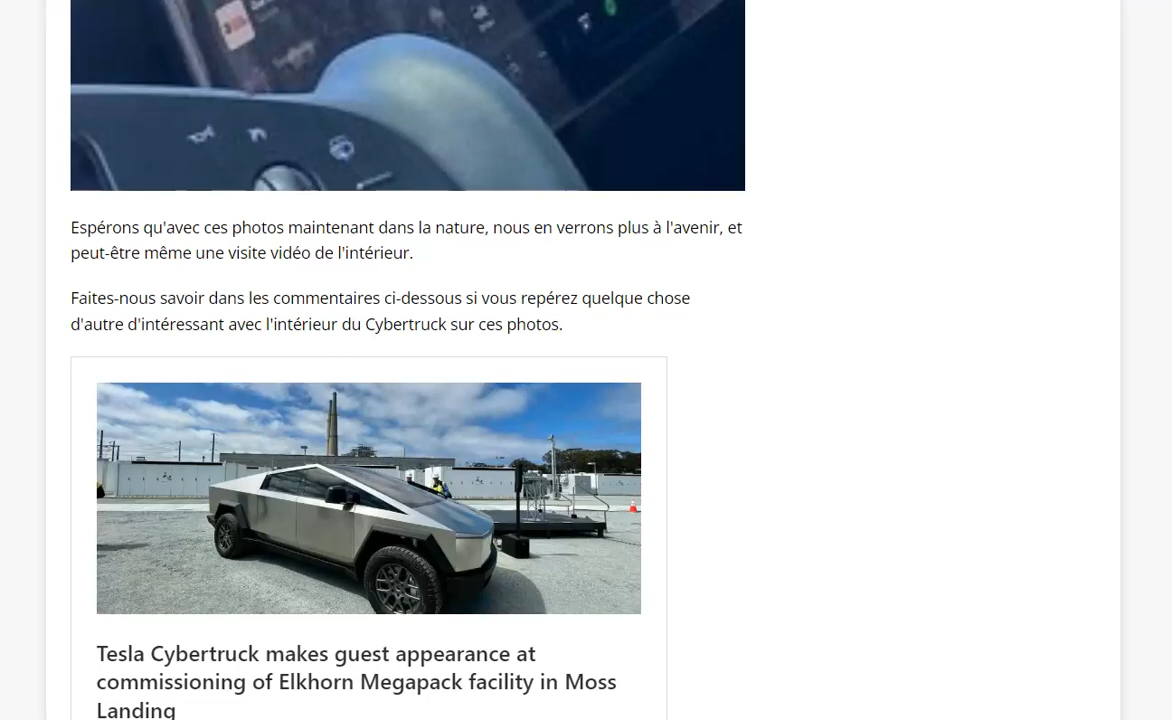 Espérons qu'avec ces photos maintenant dans la nature, nous en verrons plus à l'avenir, et
peut-être même une visite vidéo de l'intérieur.
Faites-nous savoir dans les commentaires ci-dessous si vous repérez quelque chose
d'autre d'intéressant avec l'intérieur du Cybertruck sur ces photos.
Tesla Cybertruck makes guest appearance at
commissioning of Elkhorn Megapack facility in Moss
Landing